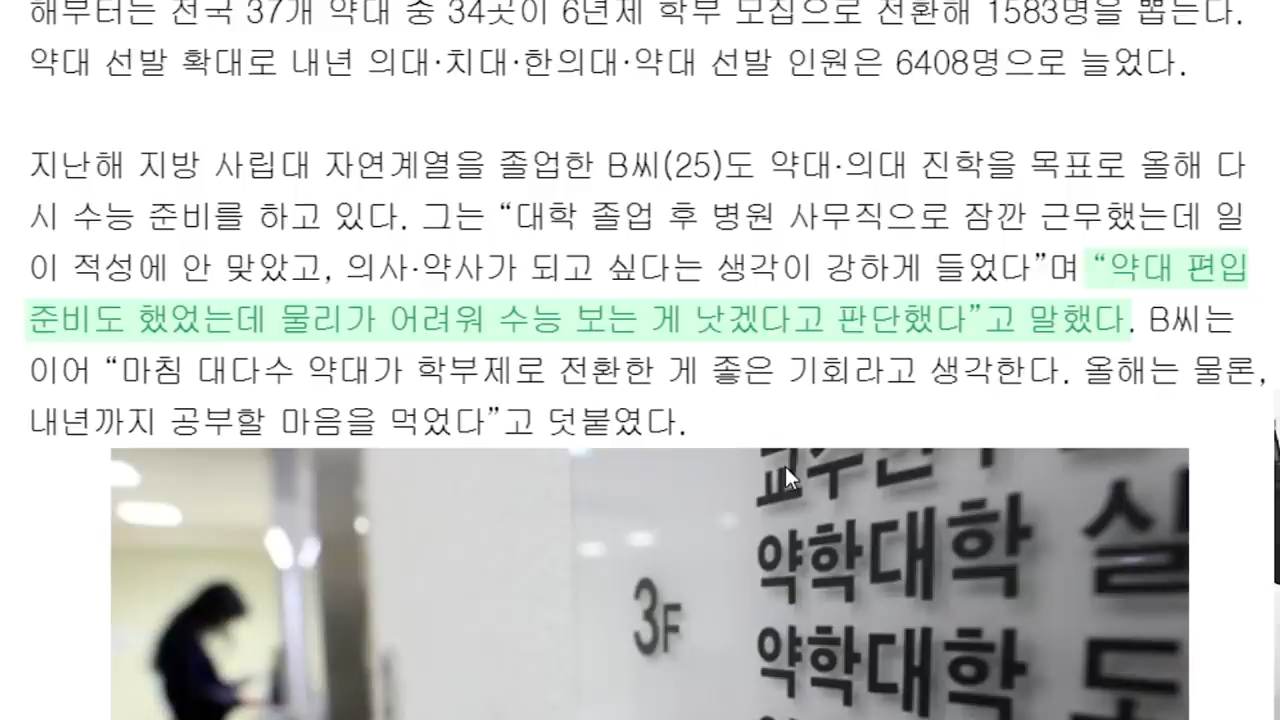 해부터는 전국 37개 약대 중 34곳이 6년제 학부 모집으로 전환해 1583명을 뽑는다.
약대 선발 확대로 내년 의대·치대·한의대·약대 선발 인원은 6408명으로 늘었다.
지난해 지방 사립대 자연계열을 졸업한 B씨(25)도 약대·의대 진학을 목표로 올해 다
시 수능 준비를 하고 있다. 그는 “대학 졸업 후 병원 사무직으로 잠깐 근무했는데 일
이 적성에 안 맞았고, 의사·약사가 되고 싶다는 생각이 강하게 들었다”며 “약대 편입
준비도 했었는데 물리가 어려워 수능 보는 게 낫겠다고 판단했다”고 말했다. B씨는
이어 “마침 대다수 약대가 학부제로 전환한 게 좋은 기회라고 생각한다. 올해는 물론,
내년까지 공부할 마음을 먹었다”고 덧붙였다.
약학대학 실
3F
약학대학